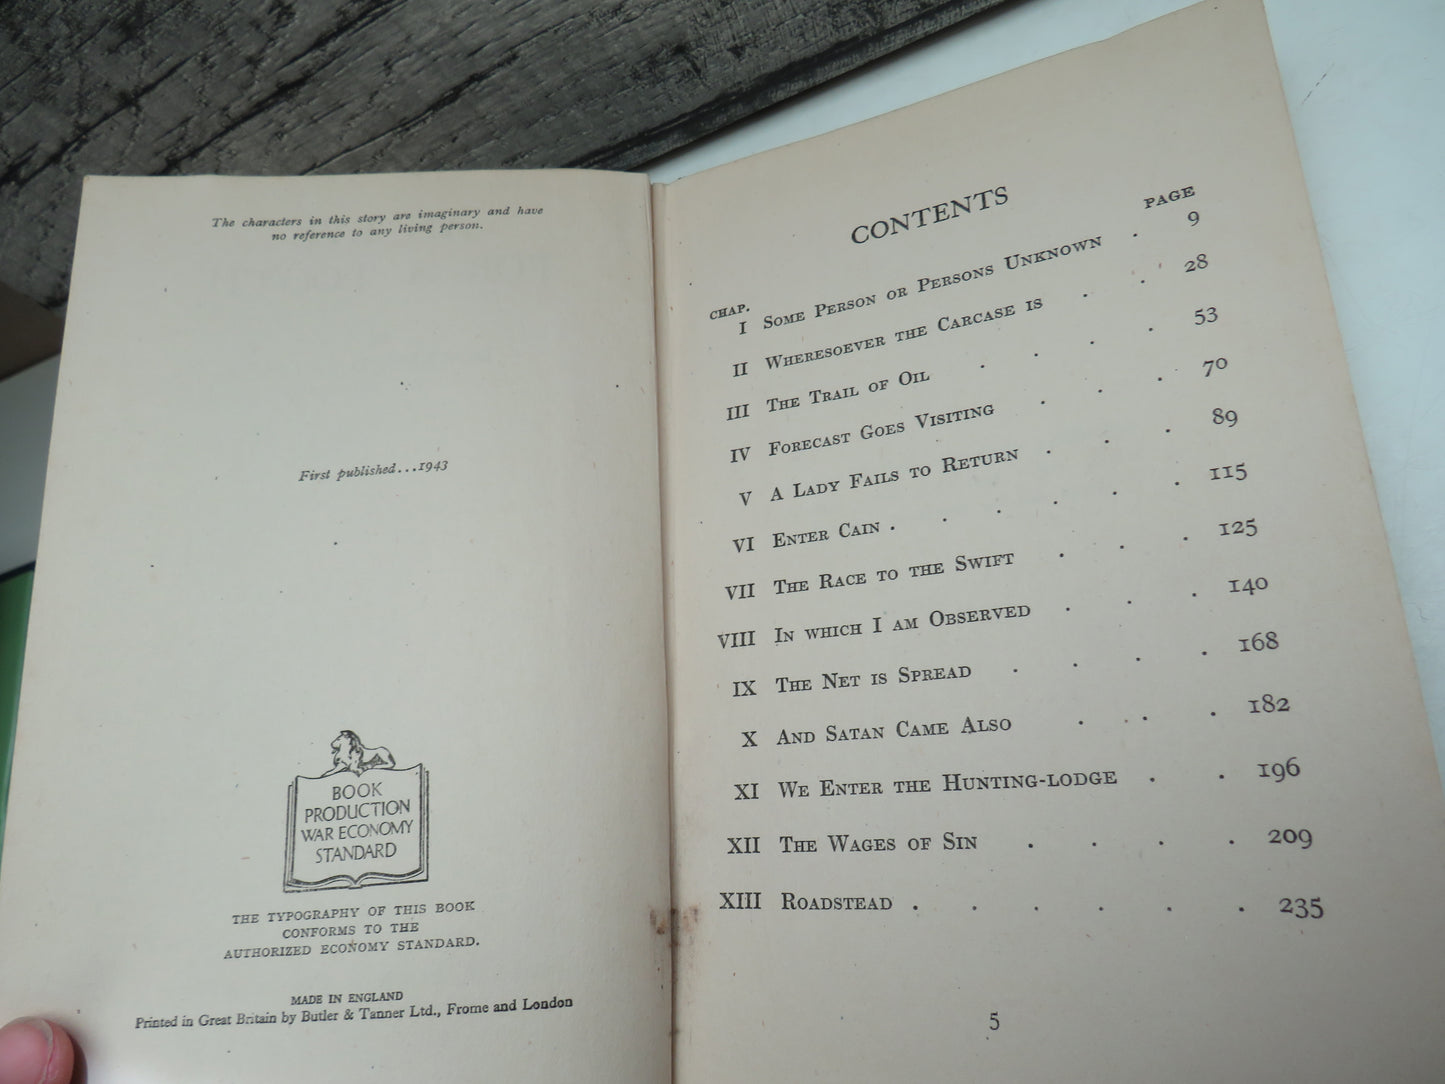 The characters in this story are imaginary and have
no reference to any living person.
First published...1943
BOOK
PRODUCTION
WAR ECONOMY
STANDARD
THE TYPOGRAPHY OF THIS BOOK
CONFORMS TO THE
AUTHORIZED ECONOMY STANDARD.
MADE IN ENGLAND
Printed in Great Britain by Butler & Tanner Ltd., Frome and London
CONTENTS
CHAP. PAGE
I SOME PERSON OR PERSONS UNKNOWN . 9
II WHERESOEVER THE CARCASE IS . . 28
III THE TRAIL OF OIL . . . . 53
IV FORECAST GOES VISITING . . . 70
V A LADY FAILS TO RETURN . . . 89
VI ENTER CAIN . . . . . . 115
VII THE RACE TO THE SWIFT . . . 125
VIII IN WHICH I AM OBSERVED . . . 140
IX THE NET IS SPREAD . . . . 168
X AND SATAN CAME ALSO . . . 182
XI WE ENTER THE HUNTING-LODGE . . 196
XII THE WAGES OF SIN . . . . 209
XIII ROADSTEAD . . . . . . 235
5